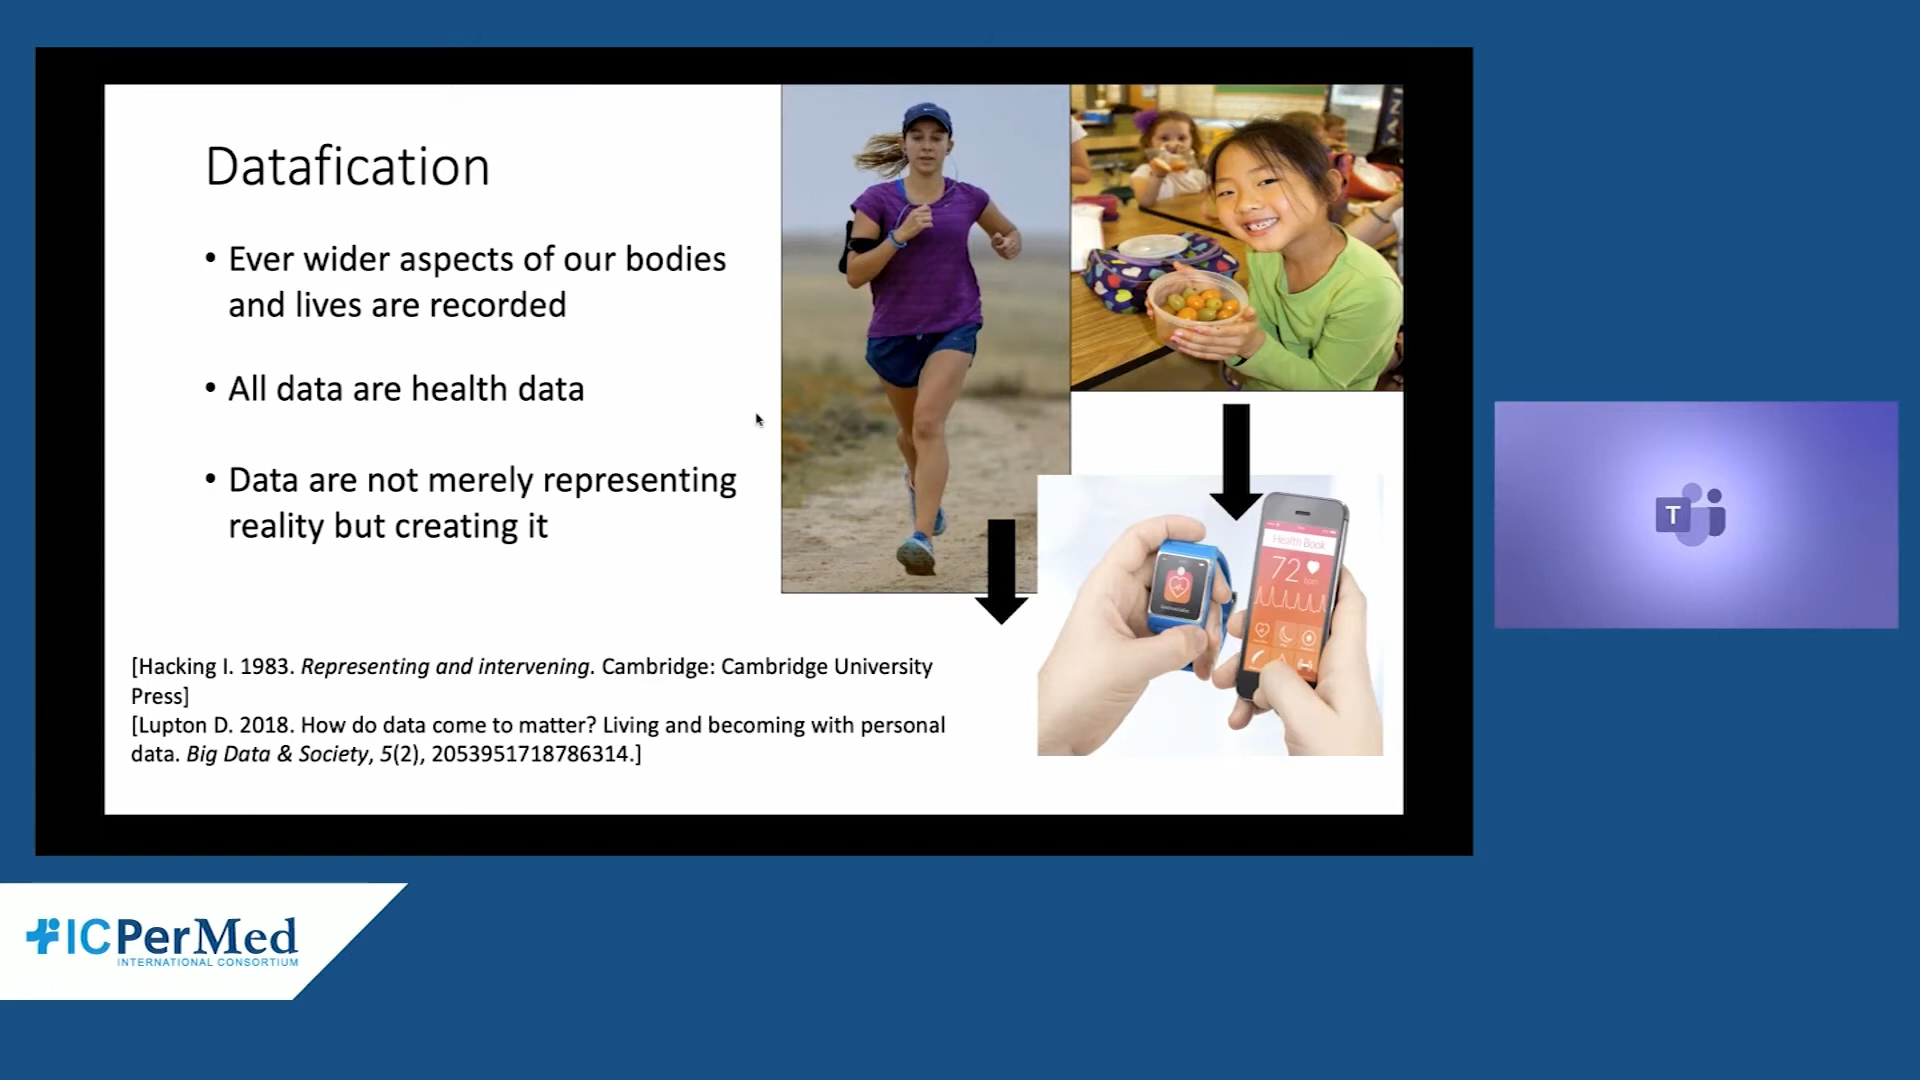 Datafication
• Ever wider aspects of our bodies
and lives are recorded
• All data are health data
• Data are not merely representing
reality but creating it
[Hacking I. 1983. Representing and intervening. Cambridge: Cambridge University
Press]
[Lupton D. 2018. How do data come to matter? Living and becoming with personal
data. Big Data & Society, 5(2), 2053951718786314.]
Health Book
72
bpm
T
ICPerMed
INTERNATIONAL CONSORTIUM